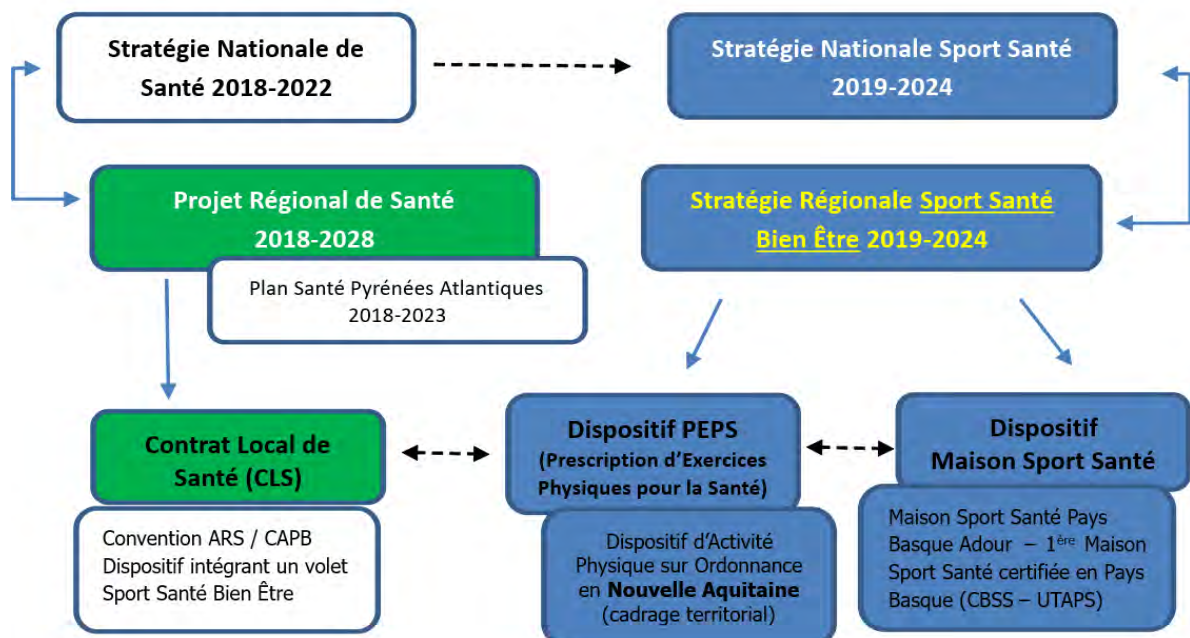 Stratégie Nationale de
Santé 2018-2022
Stratégie Nationale Sport Santé
2019-2024
Projet Régional de Santé
2018-2028
Plan Santé Pyrénées Atlantiques
2018-2023
Stratégie Régionale Sport Santé
Bien Être 2019-2024
Contrat Local de
Santé (CLS)
Convention ARS / CAPB
Dispositif intégrant un volet
Sport Santé Bien Être
Dispositif PEPS
(Prescription d’Exercices
Physiques pour la Santé)
Dispositif d’Activité
Physique sur Ordonnance
en Nouvelle Aquitaine
(cadrage territorial)
Dispositif
Maison Sport Santé
Maison Sport Santé Pays
Basque Adour – 1ère Maison
Sport Santé certifiée en Pays
Basque (CBSS – UTAPS)